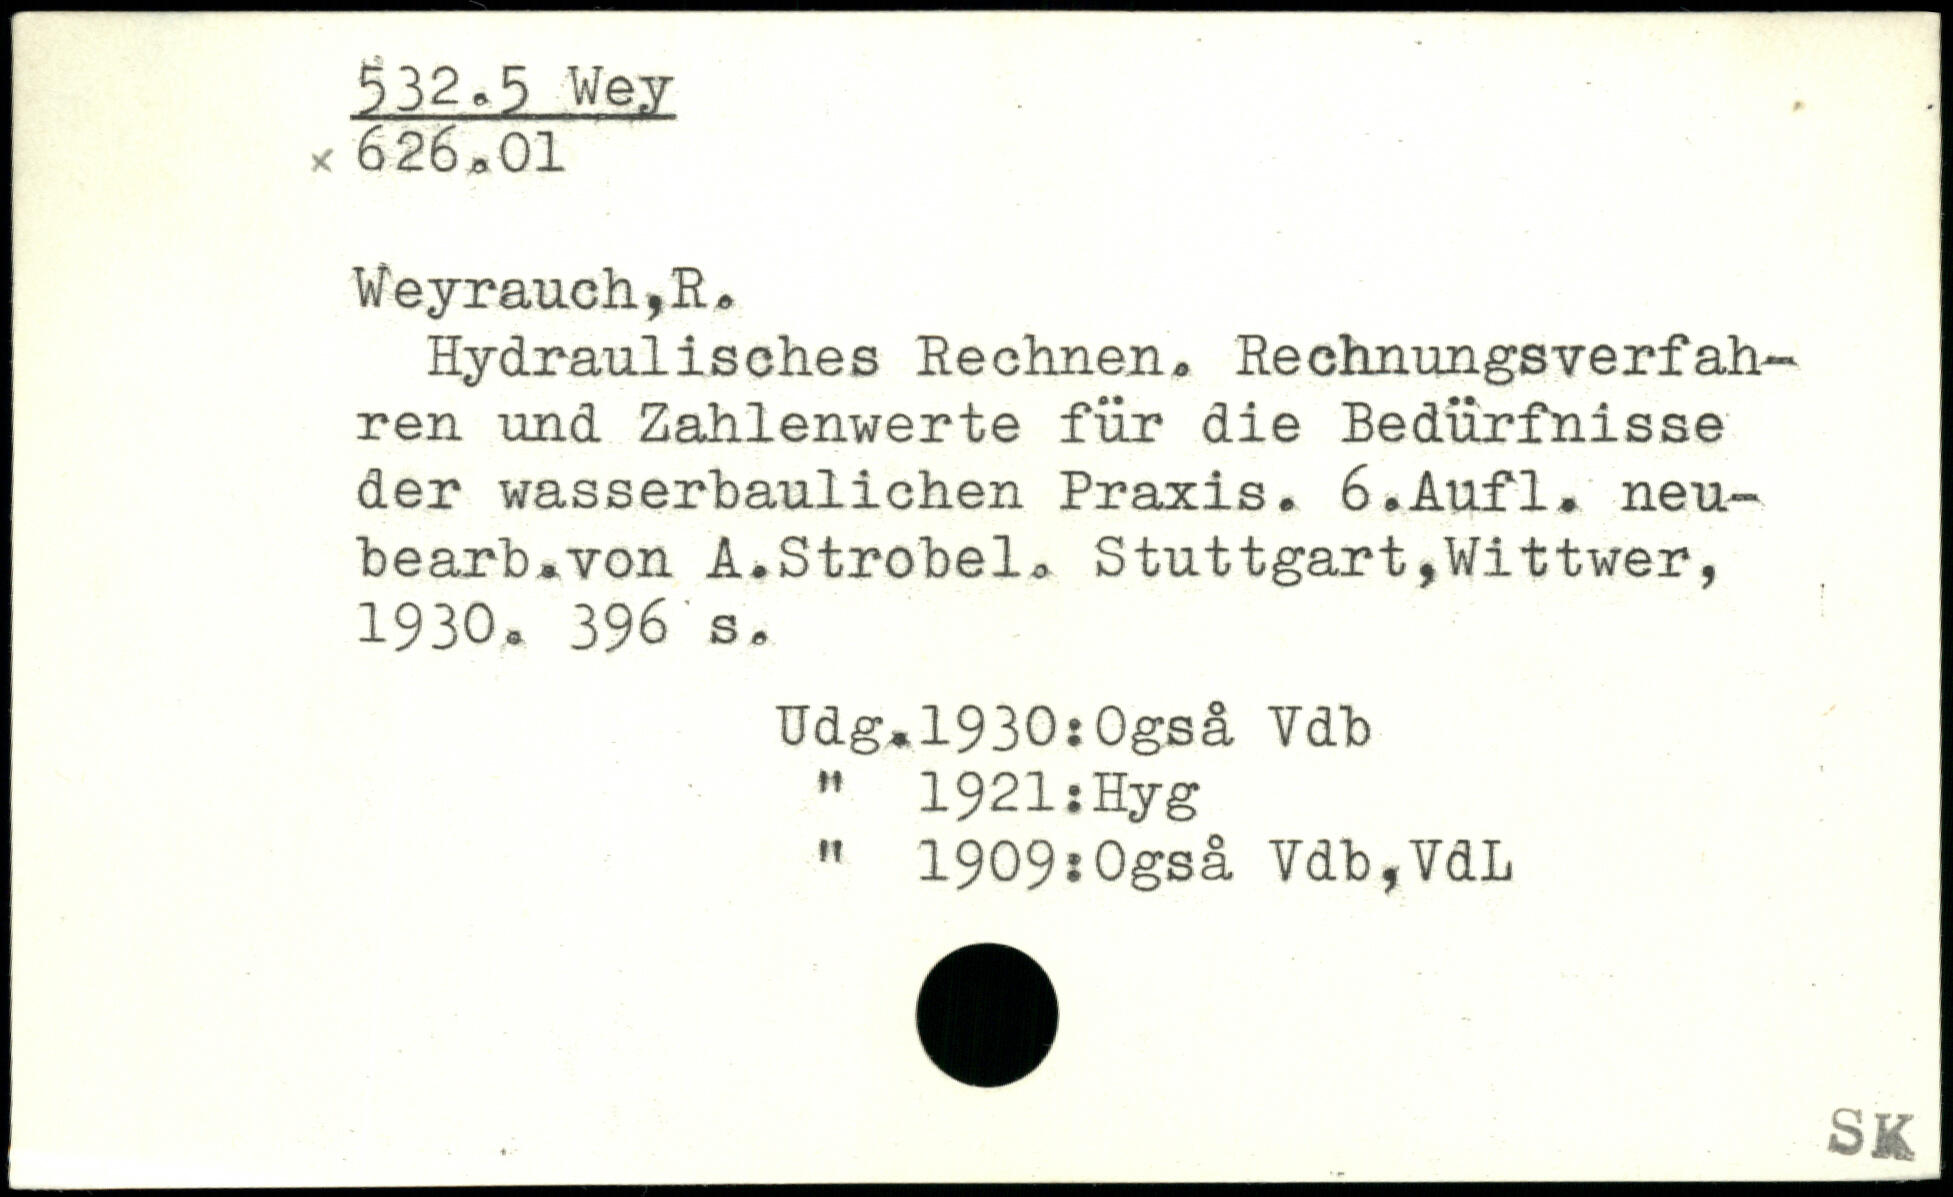 532.5 Wey
x 626.01
Weyrauch,R.
Hydraulisches Rechnen. Rechnungsverfah-
ren und Zahlenwerte für die Bedürfnisse
der wasserbaulichen Praxis. 6.Aufl. neu-
bearb.von A.Strobel. Stuttgart,Wittwer,
1930. 396 s.
Udg.1930:Også Vdb
" 1921:Hyg
" 1909:Også Vdb,VdL
SK